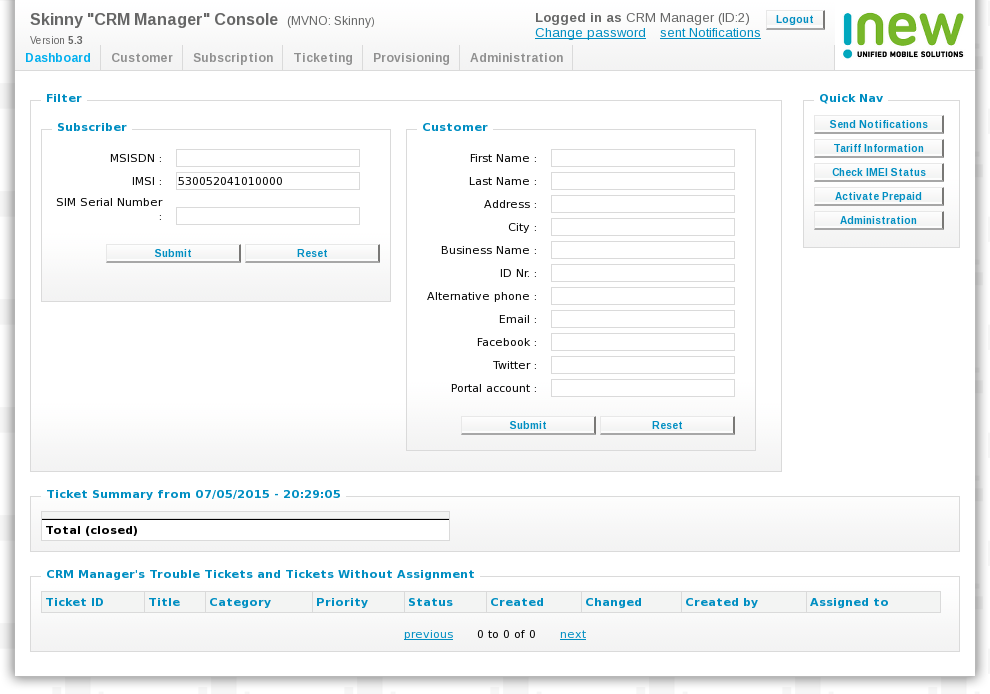 Skinny "CRM Manager" Console (MVNO: Skinny)
Version 5.3
Logged in as CRM Manager (ID:2)
Change password sent Notifications
Logout
inew
UNIFIED MOBILE SOLUTIONS
Dashboard Customer Subscription Ticketing Provisioning Administration
Filter
Subscriber
MSISDN :
IMSI : 530052041010000
SIM Serial Number
:
Submit Reset
Customer
First Name :
Last Name :
Address :
City :
Business Name :
ID Nr. :
Alternative phone :
Email :
Facebook :
Twitter :
Portal account :
Submit Reset
Quick Nav
Send Notifications
Tariff Information
Check IMEI Status
Activate Prepaid
Administration
Ticket Summary from 07/05/2015 - 20:29:05
Total (closed)
CRM Manager's Trouble Tickets and Tickets Without Assignment
Ticket ID Title Category Priority Status Created Changed Created by Assigned to
previous 0 to 0 of 0 next